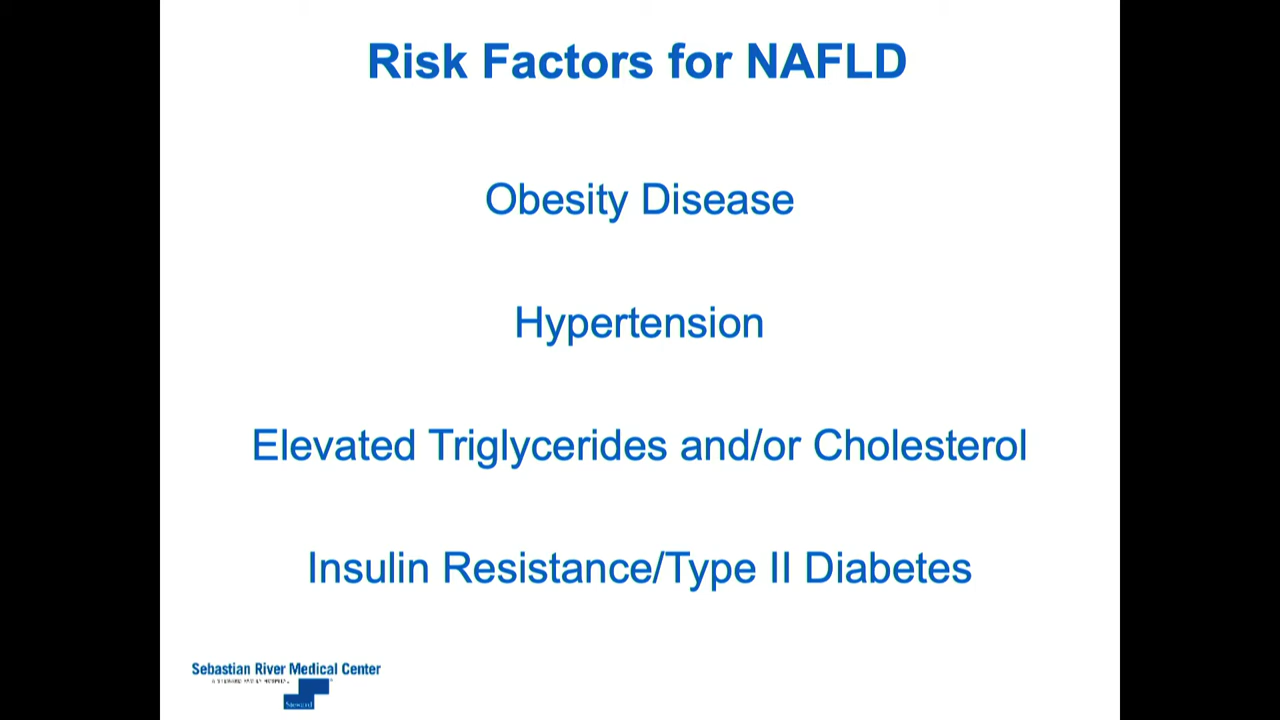 Risk Factors for NAFLD
Obesity Disease
Hypertension
Elevated Triglycerides and/or Cholesterol
Insulin Resistance/Type II Diabetes
Sebastian River Medical Center
Steward